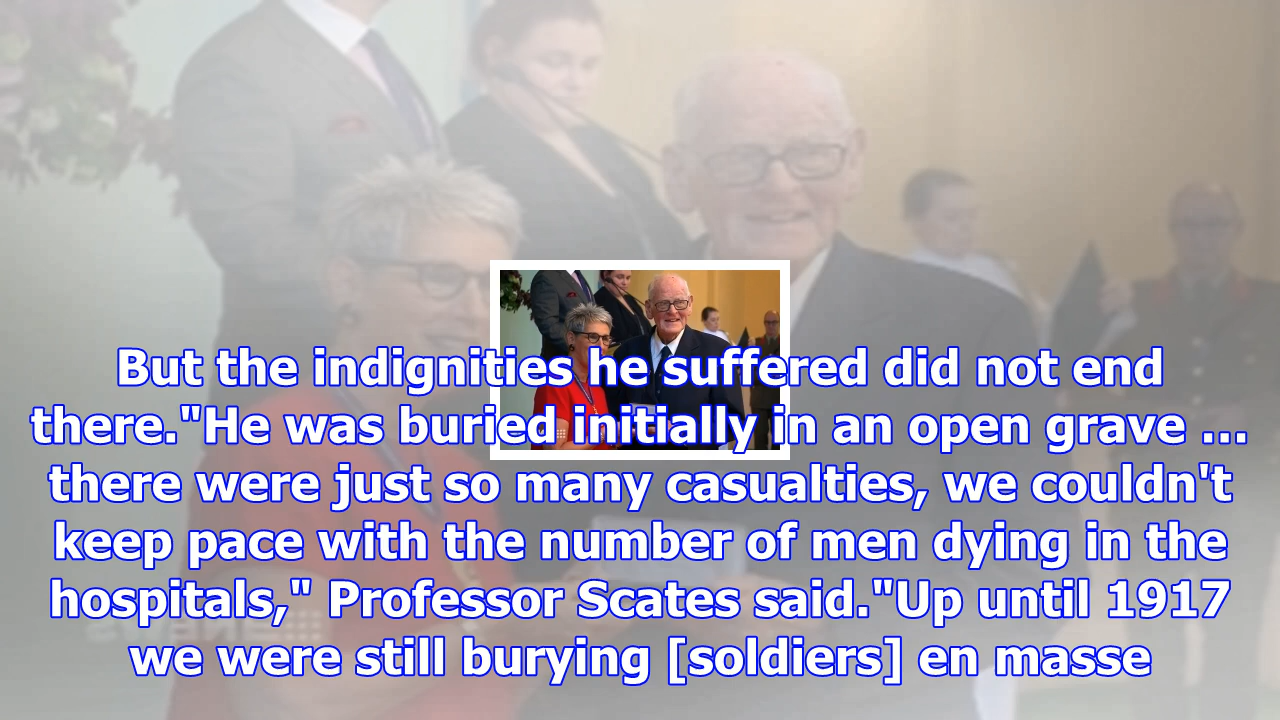 But the indignities he suffered did not end
there."He was buried initially in an open grave ...
there were just so many casualties, we couldn't
keep pace with the number of men dying in the
hospitals," Professor Scates said."Up until 1917
we were still burying [soldiers] en masse